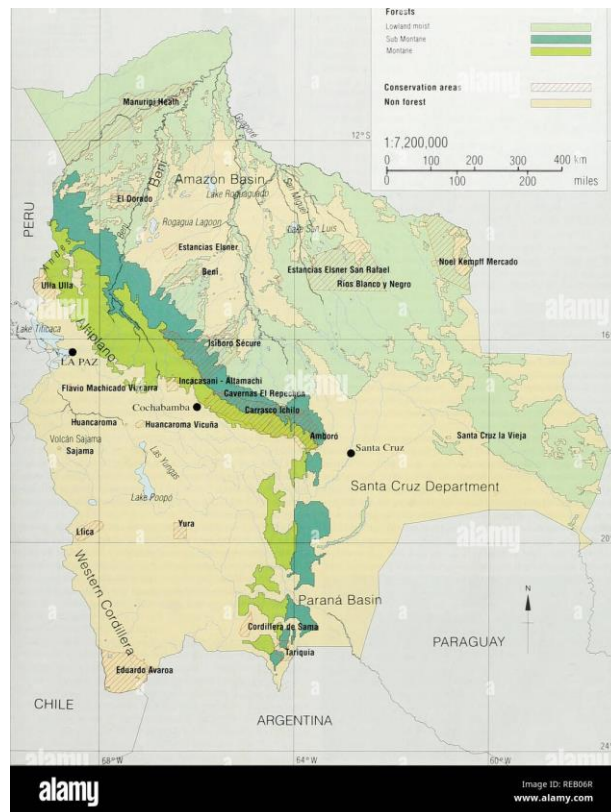 Forests
Lowland moist
Sub Montane
Montane
Conservation areas
Non forest
1:7,200,000
0 100 200 300 400 km
0 100 200
miles
12°S
Manuripi Heath
Guaporé
Beni
Amazon Basin
Lake Rogaguado
San Miguel
PERU
El Dorado
Beni
Rogagua Lagoon
Lake San Luis
Andes
Estancias Elsner
Beni
Estancias Elsner San Rafael
Noel Kempff Mercado
Ríos Blanco y Negro
Ulla Ulla
Altiplano
Lake Titicaca
Isiboro Sécure
16
LA PAZ
Flavio Machicado Viscarra
Incacasani - Altamachi
Cavernas El Repechón
Cochabamba
Carrasco Ichilo
Huancaroma
Huancaroma Vicuña
Amboró
Santa Cruz la Vieja
Volcán Sajama
Sajama
Las Yungas
Santa Cruz
Lake Poopó
Santa Cruz Department
alamy
Yura
Llica
20
Western Cordillera
Paraná Basin
N
Cordillera de Sama
Tariquia
PARAGUAY
Eduardo Avaroa
CHILE
ARGENTINA
68°W
64°W
60°W
24°
alamy
Image ID: REB06R
www.alamy.com